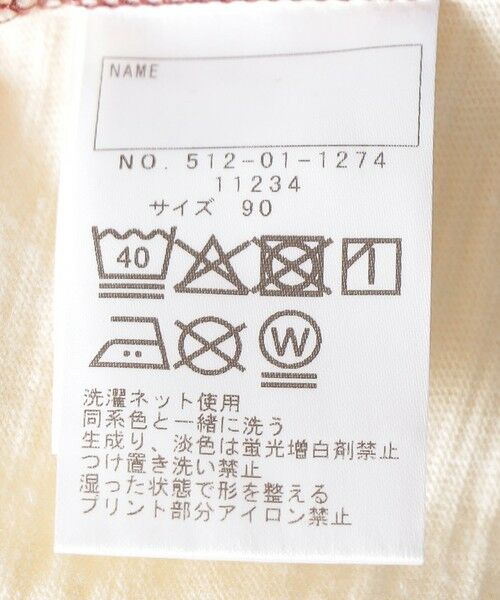 NAME
NO. 512-01-1274
11234
サイズ 90
40
W
洗濯ネット使用
同系色と一緒に洗う
生成り、淡色は蛍光増白剤禁止
つけ置き洗い禁止
湿った状態で形を整える
プリント部分アイロン禁止